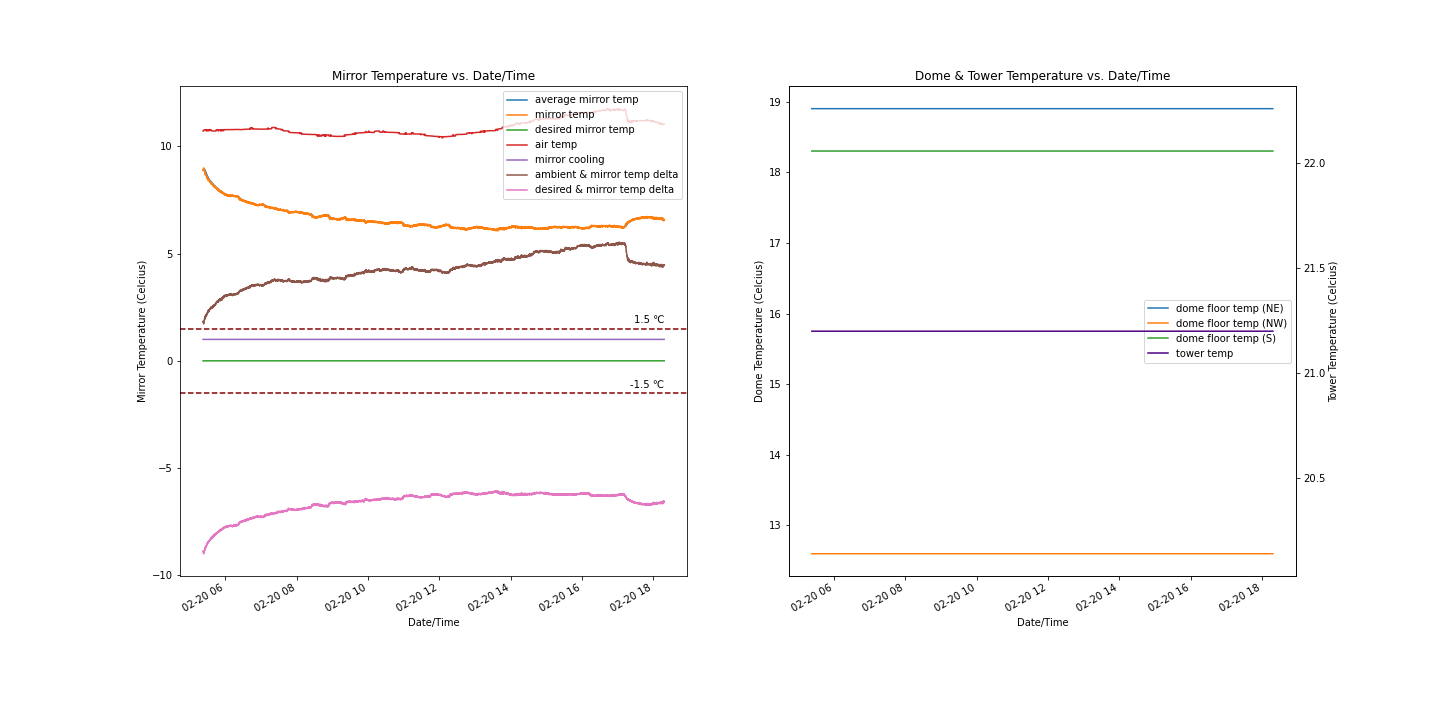 Mirror Temperature vs. Date/Time
average mirror temp
mirror temp
desired mirror temp
air temp
mirror cooling
ambient & mirror temp delta
desired & mirror temp delta
10
5
0
−5
−10
1.5 °C
-1.5 °C
Mirror Temperature (Celcius)
02-20 06
02-20 08
02-20 10
02-20 12
02-20 14
02-20 16
02-20 18
Date/Time
Dome & Tower Temperature vs. Date/Time
19
18
17
16
15
14
13
Dome Temperature (Celcius)
dome floor temp (NE)
dome floor temp (NW)
dome floor temp (S)
tower temp
22.0
21.5
21.0
20.5
Tower Temperature (Celcius)
02-20 06
02-20 08
02-20 10
02-20 12
02-20 14
02-20 16
02-20 18
Date/Time